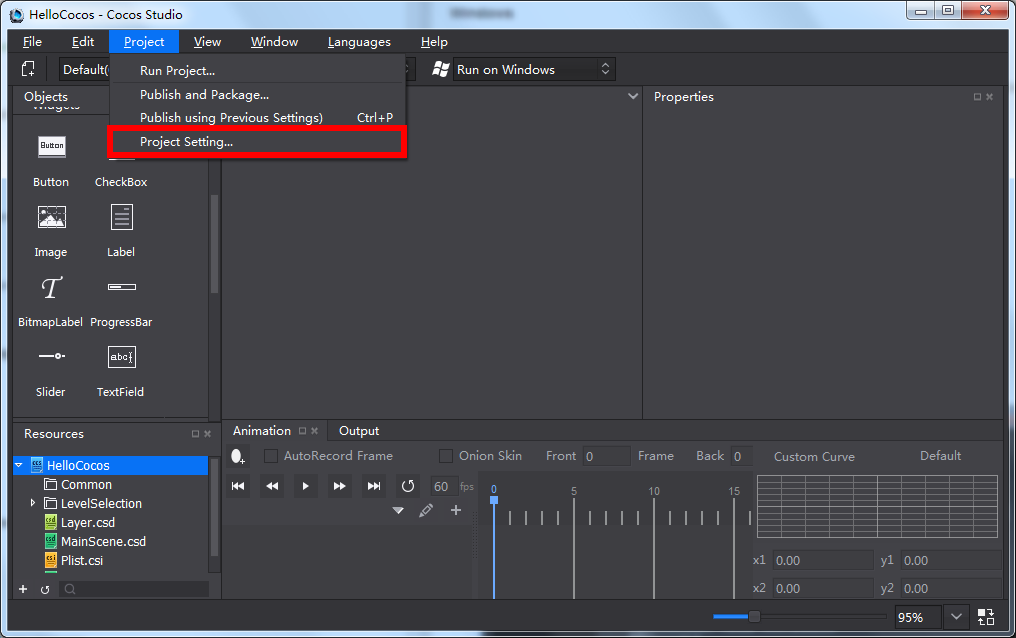 Windows
HelloCocos - Cocos Studio
File Edit Project View Window Languages Help
Default( Run on Windows
Run Project...
Publish and Package...
Publish using Previous Settings) Ctrl+P
Project Setting...
Objects
Widgets
Button
Button CheckBox
Image Label
BitmapLabel ProgressBar
abc
Slider TextField
Properties
Resources
HelloCocos
Common
LevelSelection
Layer.csd
MainScene.csd
Plist.csi
Animation Output
AutoRecord Frame Onion Skin Front 0 Frame Back 0 Custom Curve Default
60 fps 0 5 10 15
x1 0.00 y1 0.00
x2 0.00 y2 0.00
95%